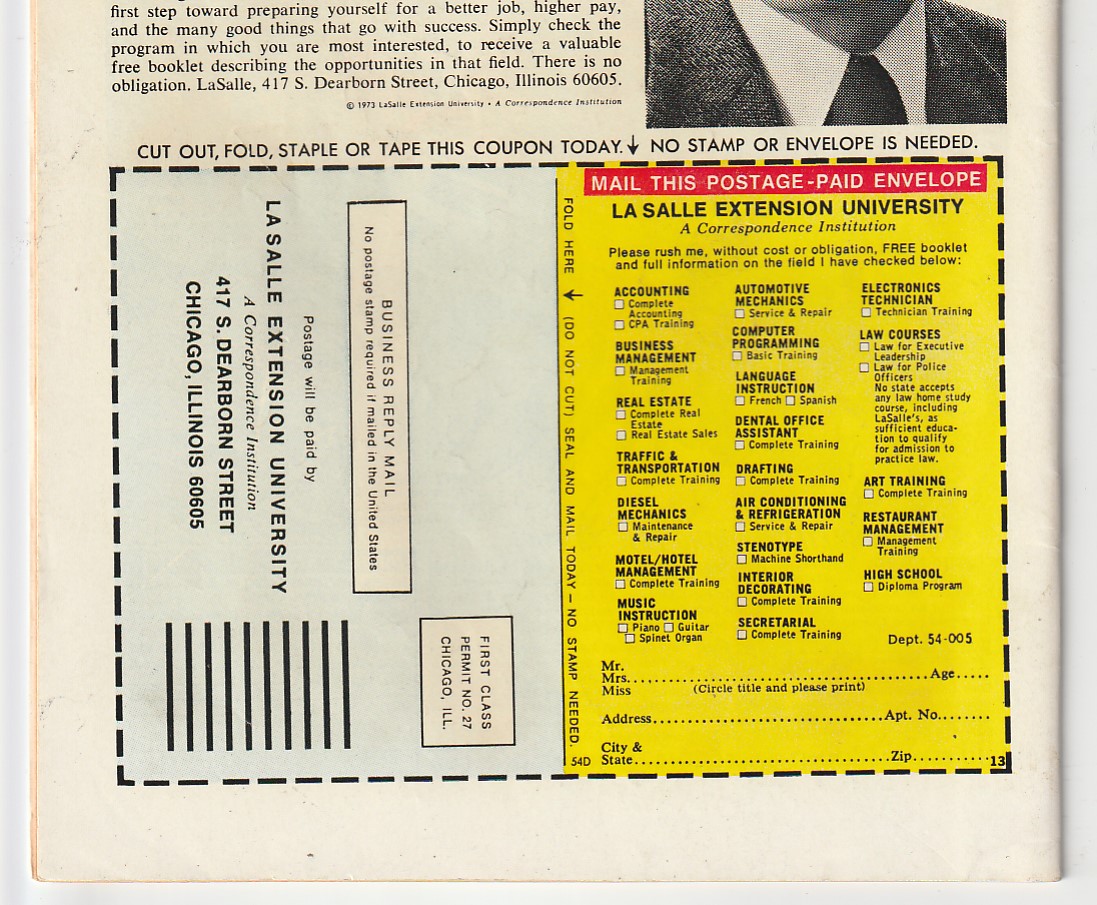 first step toward preparing yourself for a better job, higher pay,
and the many good things that go with success. Simply check the
program in which you are most interested, to receive a valuable
free booklet describing the opportunities in that field. There is no
obligation. LaSalle, 417 S. Dearborn Street, Chicago, Illinois 60605.
© 1973 LaSalle Extension University • A Correspondence Institution
CUT OUT, FOLD, STAPLE OR TAPE THIS COUPON TODAY. ↓ NO STAMP OR ENVELOPE IS NEEDED.
BUSINESS REPLY MAIL
No postage stamp required if mailed in the United States
Postage will be paid by
LA SALLE EXTENSION UNIVERSITY
A Correspondence Institution
417 S. DEARBORN STREET
CHICAGO, ILLINOIS 60605
FIRST CLASS
PERMIT NO. 27
CHICAGO, ILL.
FOLD HERE ↓ (DO NOT CUT) SEAL AND MAIL TODAY — NO STAMP NEEDED.
MAIL THIS POSTAGE-PAID ENVELOPE
LA SALLE EXTENSION UNIVERSITY
A Correspondence Institution
Please rush me, without cost or obligation, FREE booklet
and full information on the field I have checked below:
ACCOUNTING
☐ Complete
Accounting
☐ CPA Training
BUSINESS
MANAGEMENT
☐ Management
Training
REAL ESTATE
☐ Complete Real
Estate
☐ Real Estate Sales
TRAFFIC &
TRANSPORTATION
☐ Complete Training
DIESEL
MECHANICS
☐ Maintenance
& Repair
MOTEL/HOTEL
MANAGEMENT
☐ Complete Training
MUSIC
INSTRUCTION
☐ Piano ☐ Guitar
☐ Spinet Organ
AUTOMOTIVE
MECHANICS
☐ Service & Repair
COMPUTER
PROGRAMMING
☐ Basic Training
LANGUAGE
INSTRUCTION
☐ French ☐ Spanish
DENTAL OFFICE
ASSISTANT
☐ Complete Training
DRAFTING
☐ Complete Training
AIR CONDITIONING
& REFRIGERATION
☐ Service & Repair
STENOTYPE
☐ Machine Shorthand
INTERIOR
DECORATING
☐ Complete Training
SECRETARIAL
☐ Complete Training
ELECTRONICS
TECHNICIAN
☐ Technician Training
LAW COURSES
☐ Law for Executive
Leadership
☐ Law for Police
Officers
No state accepts
any law home study
course, including
LaSalle's, as
sufficient educa-
tion to qualify
for admission to
practice law.
ART TRAINING
☐ Complete Training
RESTAURANT
MANAGEMENT
☐ Management
Training
HIGH SCHOOL
☐ Diploma Program
Dept. 54-005
Mr.
Mrs.......................................Age.....
Miss (Circle title and please print)
Address...................................Apt. No........
City &
54D State.......................................Zip...........13